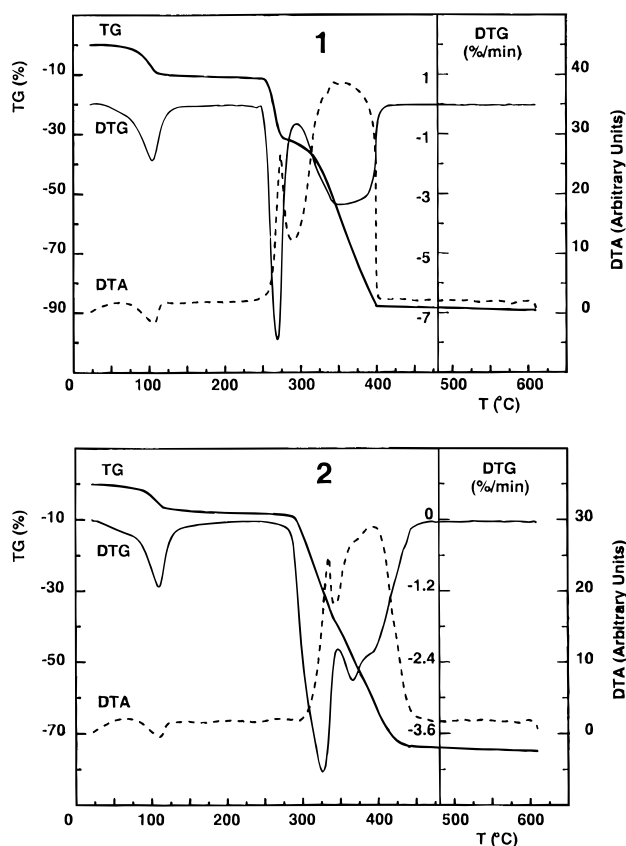 TG
1
DTG
(%/min)
TG (%)
-10
-30
-50
-70
-90
DTG
DTA
1
-1
-3
-5
-7
40
30
20
10
0
DTA (Arbitrary Units)
0 100 200 300 400 500 600
T (°C)
TG
2
DTG
(%/min)
TG (%)
-10
-30
-50
-70
DTG
DTA
0
-1.2
-2.4
-3.6
30
20
10
0
DTA (Arbitrary Units)
0 100 200 300 400 500 600
T (°C)